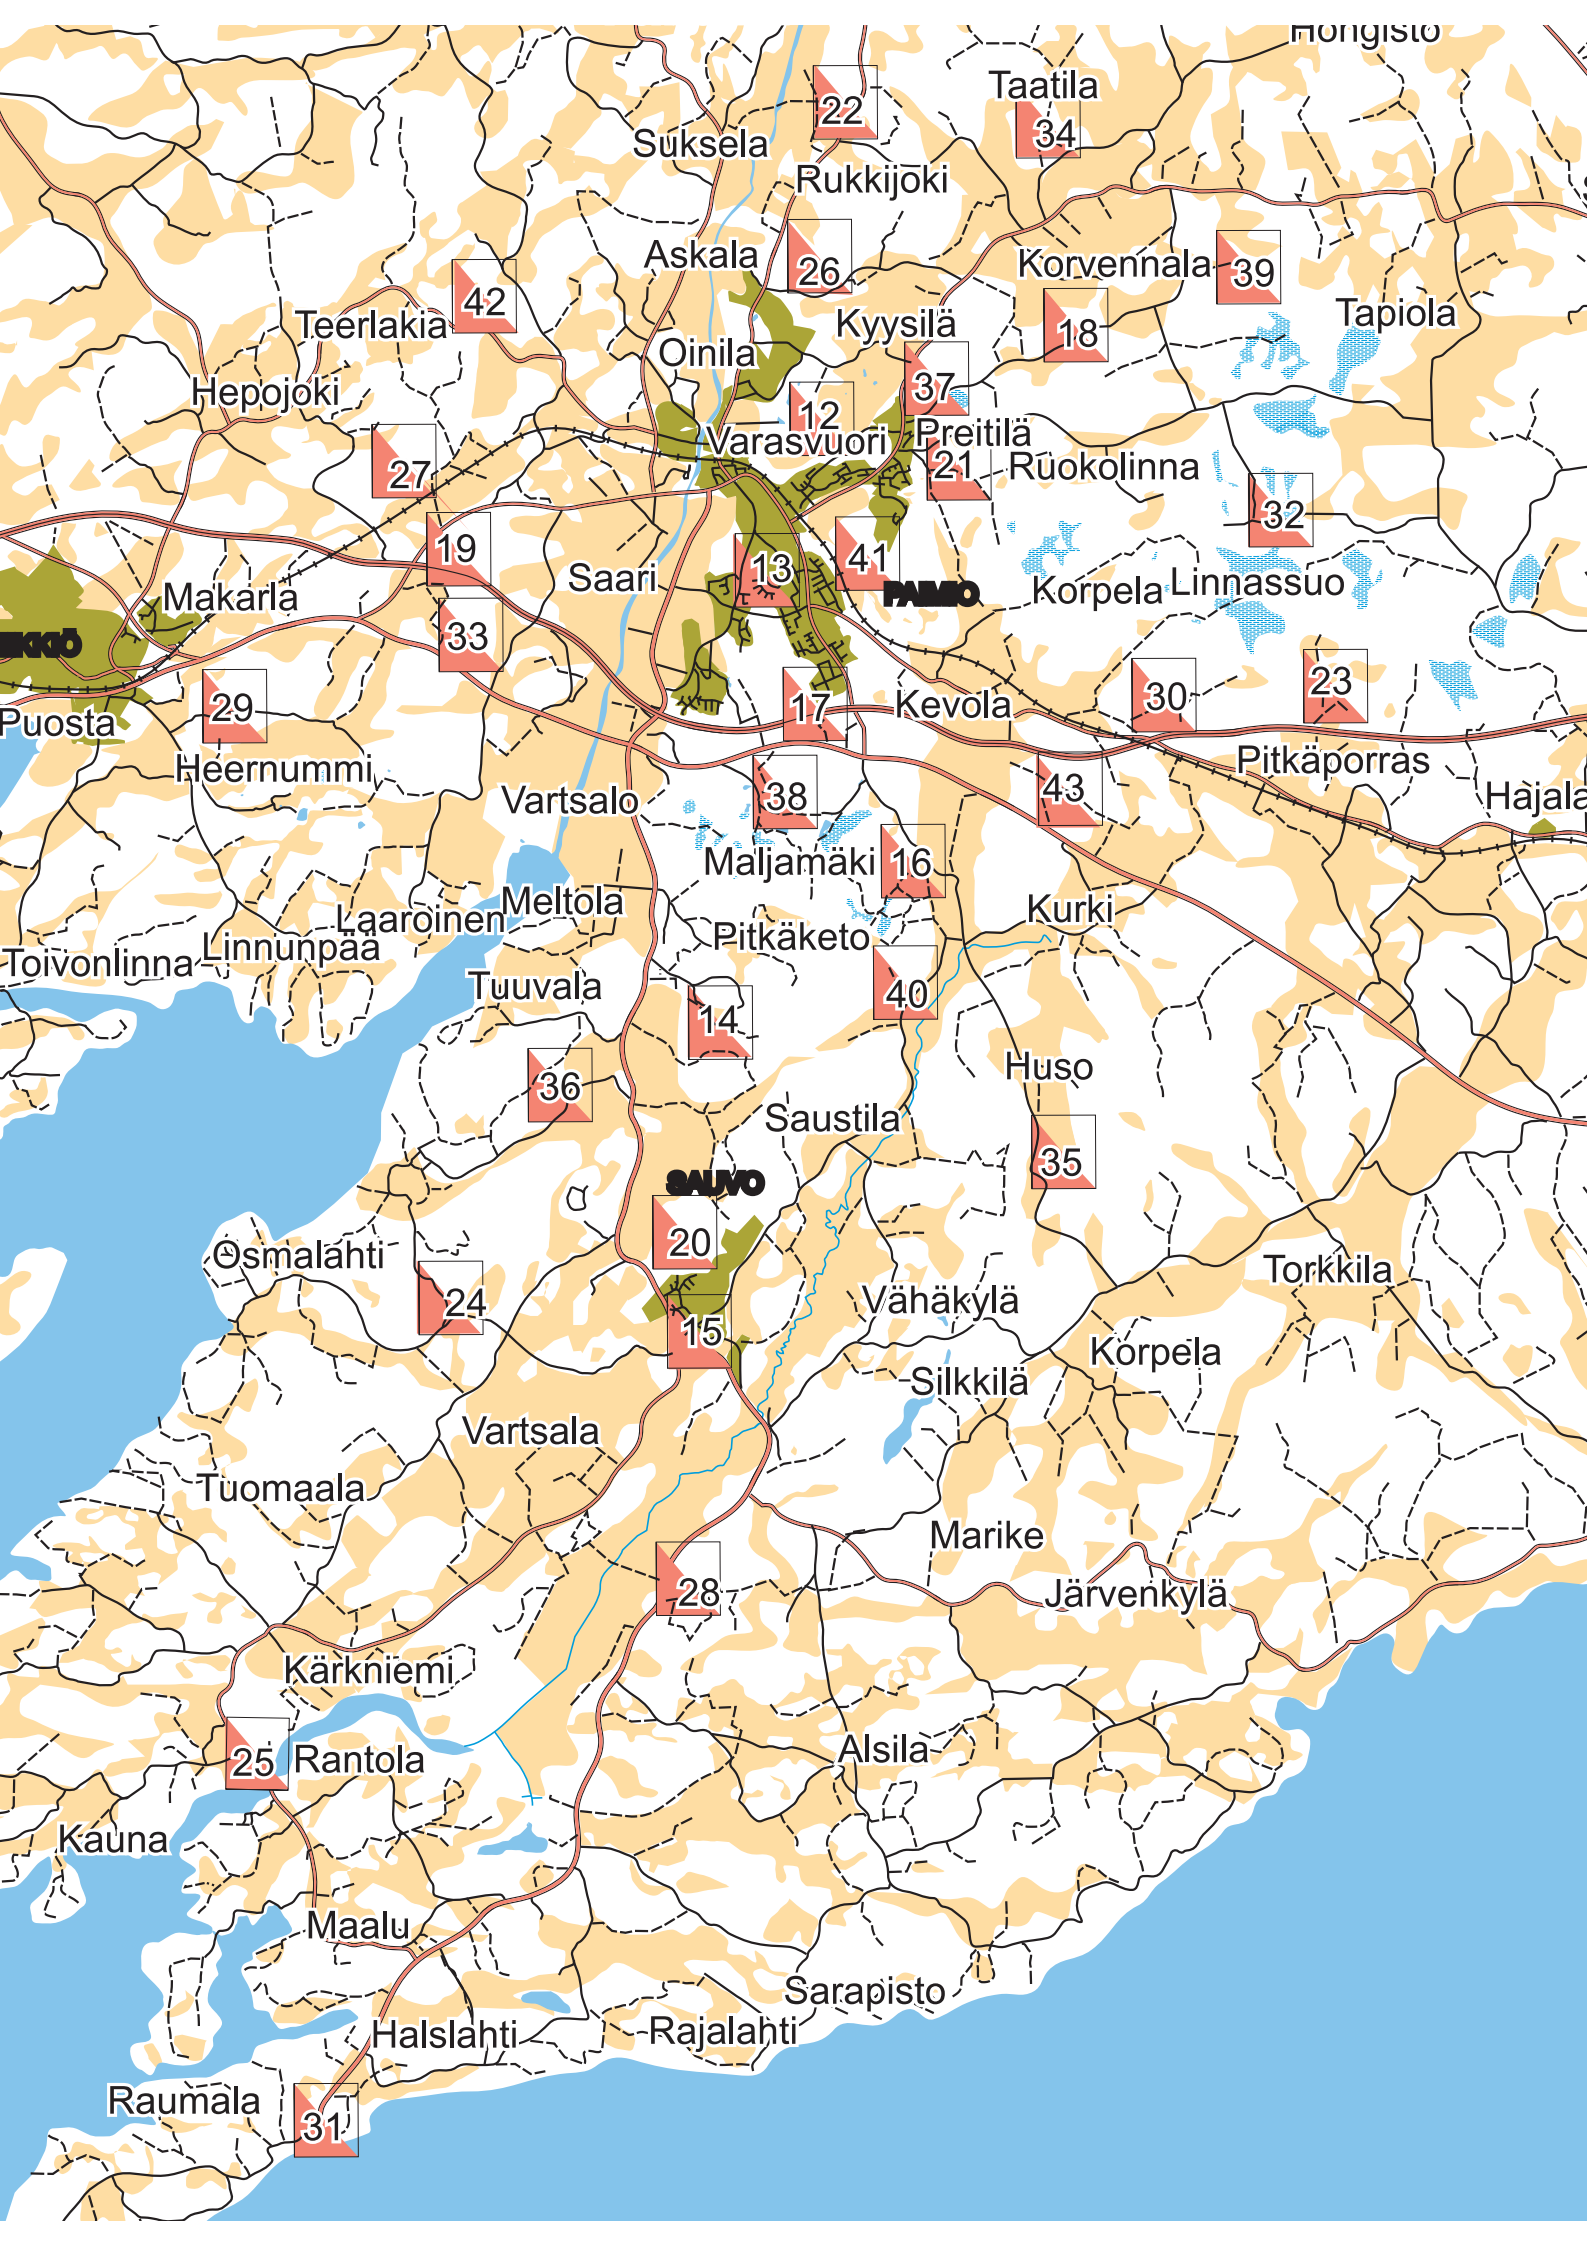 Hongisto
Taatila
22
34
Suksela
Rukkijoki
Askala
26
Korvennala
39
42
Teerlakia
Kyysilä
18
Tapiola
Oinila
Hepojoki
37
12
Varasvuori
Preitilä
27
21
Ruokolinna
32
19
41
13
Saari
Makarla
PAIMIO
Korpela
Linnassuo
33
IKKIÖ
29
17
Kevola
30
23
Puosta
Heernummi
Pitkäporras
Vartsalo
38
43
Hajala
Maljamäki
16
Laaroinen
Meltola
Kurki
Linnunpää
Pitkäketo
Toivonlinna
Tuuvala
40
14
36
Huso
Saustila
35
SAUVO
20
Osmalahti
Torkkila
24
Vähäkylä
15
Korpela
Silkkilä
Vartsala
Tuomaala
Marike
28
Järvenkylä
Kärkniemi
25
Rantola
Alsila
Kauna
Maalu
Sarapisto
Halslahti
Rajalahti
Raumala
31